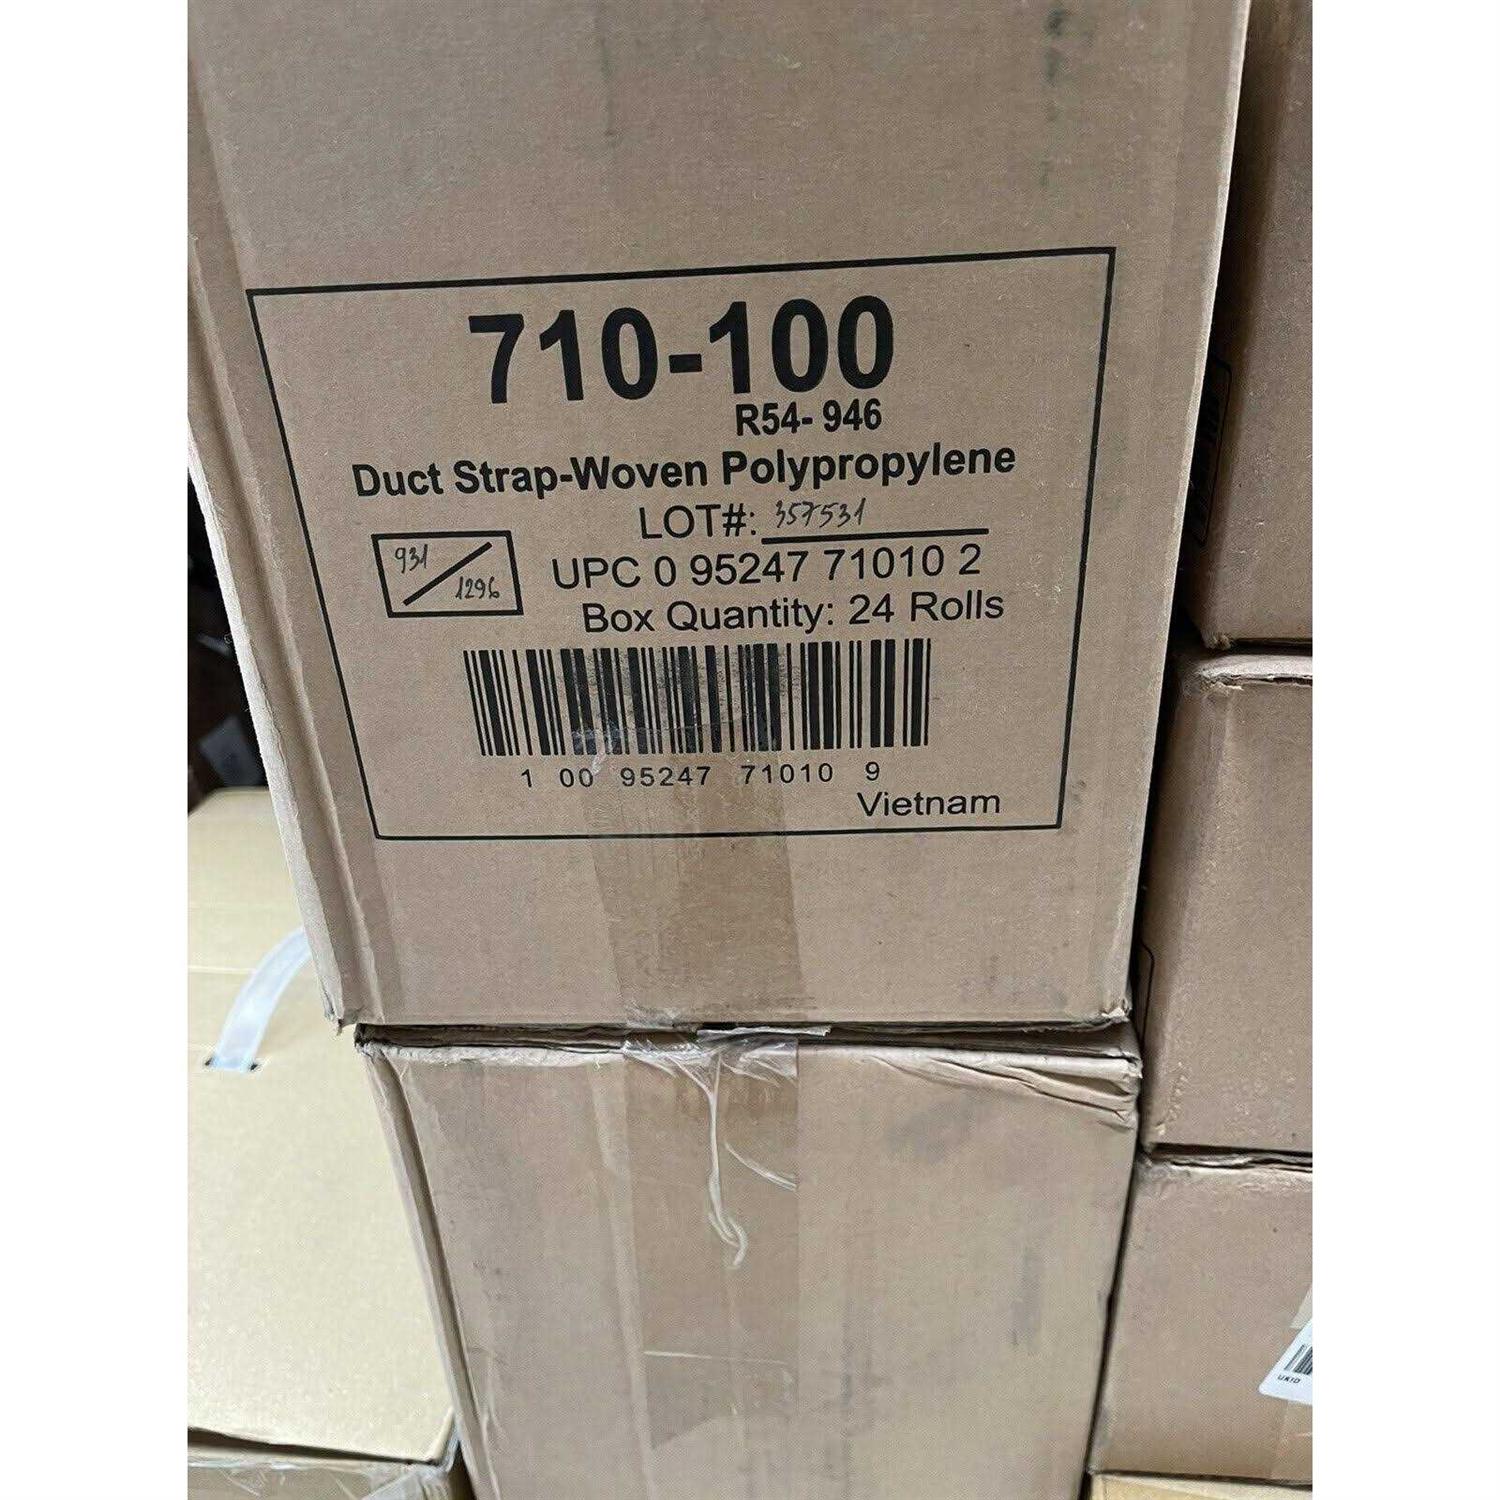 710-100
R54- 946
Duct Strap-Woven Polypropylene
LOT#: 357531
931
1296
UPC 0 95247 71010 2
Box Quantity: 24 Rolls
1 00 95247 71010 9
Vietnam